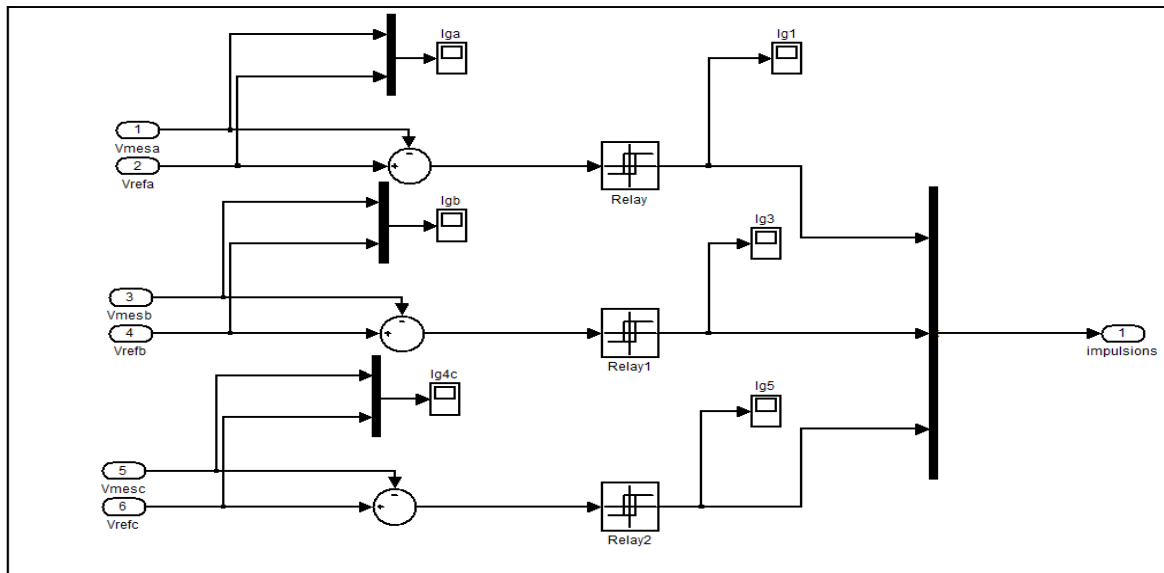 Iga
Ig1
1
Vmesa
2
Vrefa
Relay
Igb
Ig3
3
Vmesb
4
Vrefb
Relay1
1
impulsions
Ig4c
Ig5
5
Vmesc
6
Vrefc
Relay2